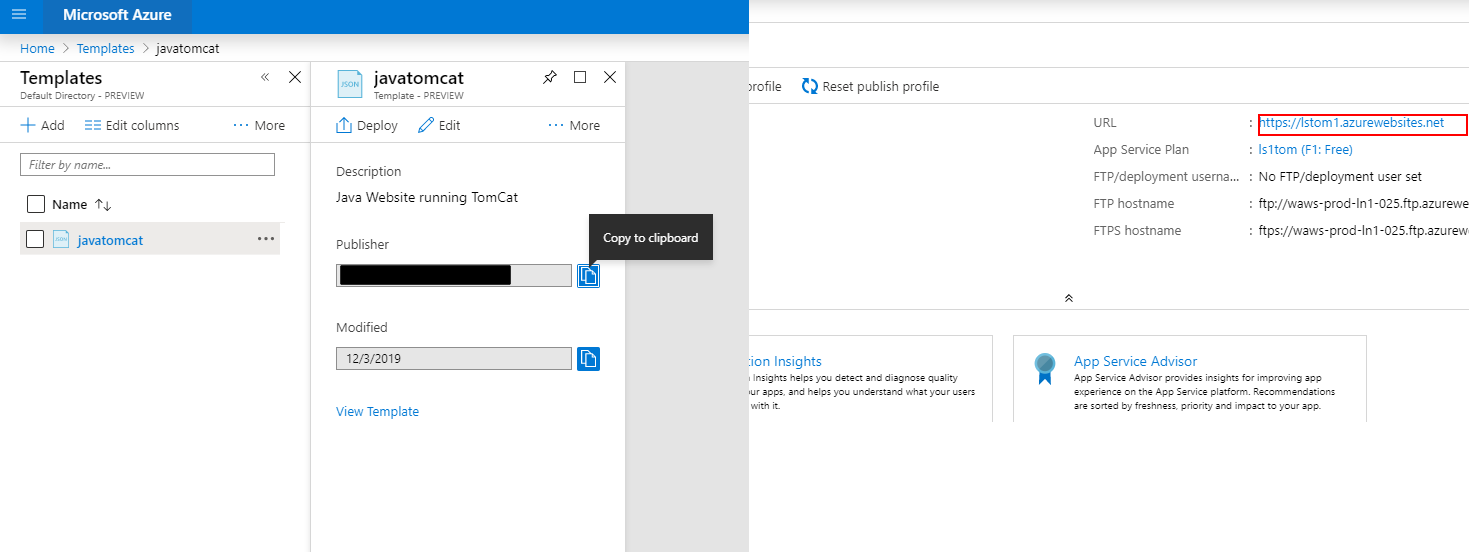 Microsoft Azure
Home > Templates > javatomcat
Templates
Default Directory - PREVIEW
Add Edit columns ··· More
Filter by name...
Name
JSON javatomcat ···
JSON javatomcat
Template - PREVIEW
Deploy Edit ··· More
Description
Java Website running TomCat
Copy to clipboard
Publisher
Modified
12/3/2019
View Template
profile Reset publish profile
URL : https://lstom1.azurewebsites.net
App Service Plan : ls1tom (F1: Free)
FTP/deployment userna... : No FTP/deployment user set
FTP hostname : ftp://waws-prod-ln1-025.ftp.azurewe
FTPS hostname : ftps://waws-prod-ln1-025.ftp.azurew
tion Insights
Insights helps you detect and diagnose quality
ur apps, and helps you understand what your users
with it.
App Service Advisor
App Service Advisor provides insights for improving app
experience on the App Service platform. Recommendations
are sorted by freshness, priority and impact to your app.